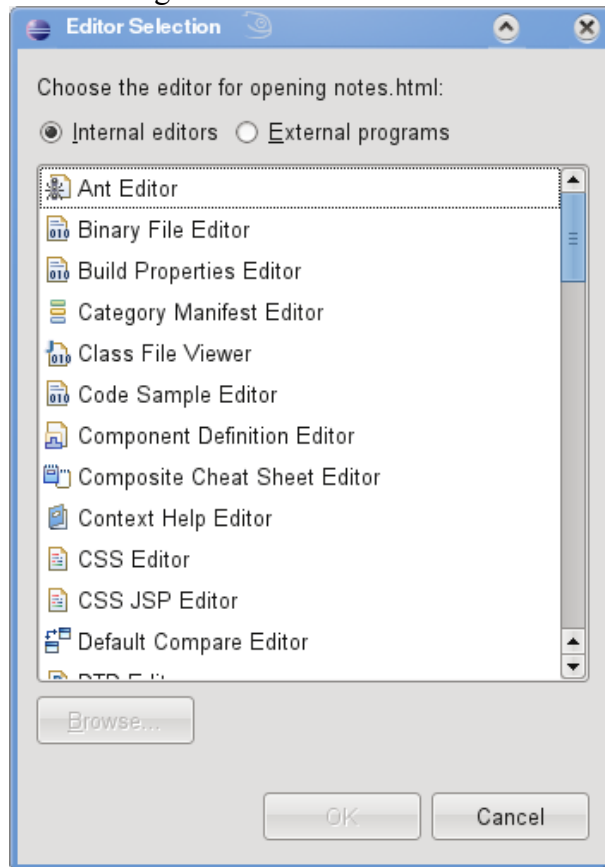 Editor Selection
Choose the editor for opening notes.html:
Internal editors External programs
Ant Editor
Binary File Editor
Build Properties Editor
Category Manifest Editor
Class File Viewer
Code Sample Editor
Component Definition Editor
Composite Cheat Sheet Editor
Context Help Editor
CSS Editor
CSS JSP Editor
Default Compare Editor
Browse...
OK Cancel